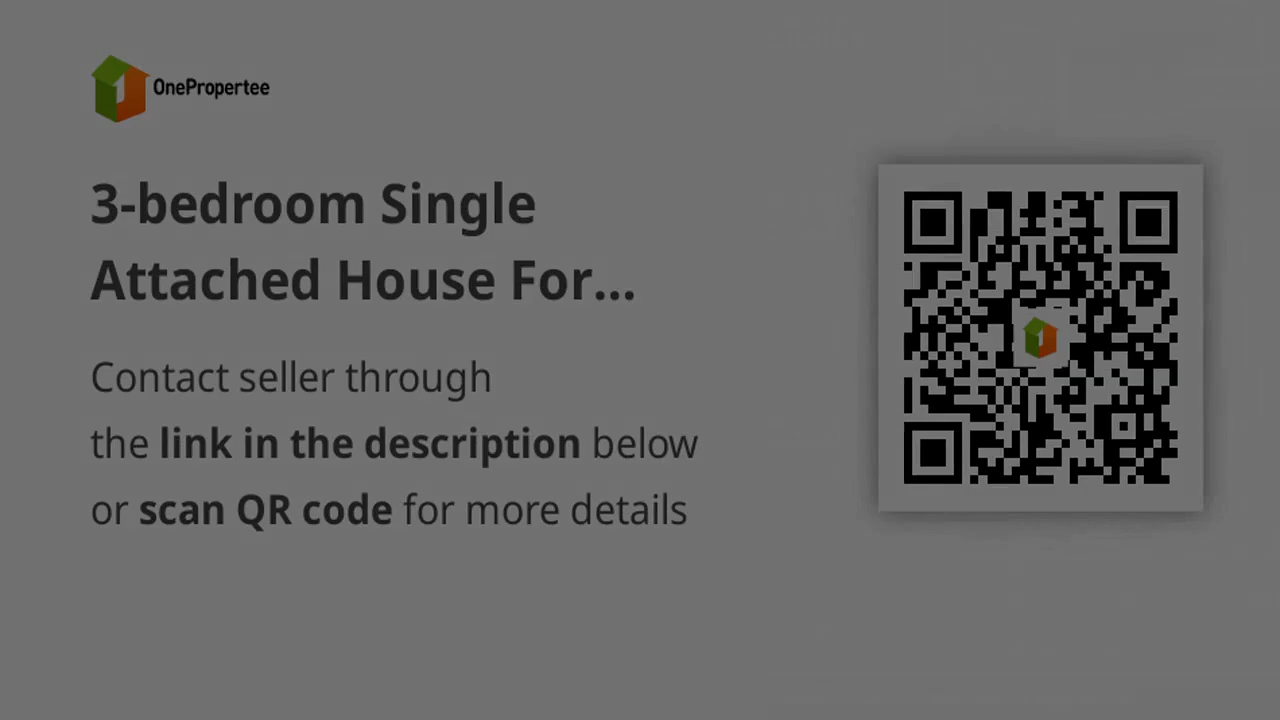 OnePropertee
3-bedroom Single
Attached House For...
Contact seller through
the link in the description below
or scan QR code for more details